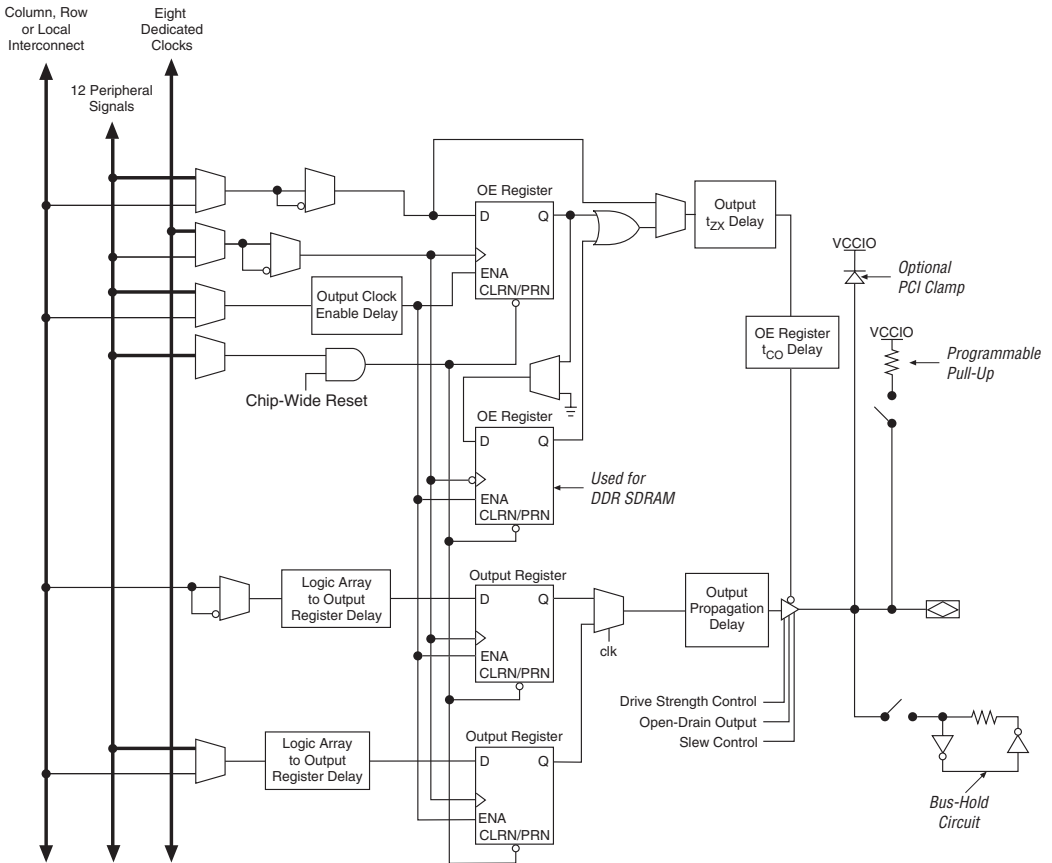 Column, Row
or Local
Interconnect
Eight
Dedicated
Clocks
12 Peripheral
Signals
OE Register
D
Q
ENA
CLRN/PRN
Output
tZX Delay
VCCIO
Optional
PCI Clamp
Output Clock
Enable Delay
OE Register
tCO Delay
VCCIO
Programmable
Pull-Up
Chip-Wide Reset
OE Register
D
Q
ENA
CLRN/PRN
Used for
DDR SDRAM
Logic Array
to Output
Register Delay
Output Register
D
Q
ENA
CLRN/PRN
clk
Output
Propagation
Delay
Drive Strength Control
Open-Drain Output
Slew Control
Logic Array
to Output
Register Delay
Output Register
D
Q
ENA
CLRN/PRN
Bus-Hold
Circuit